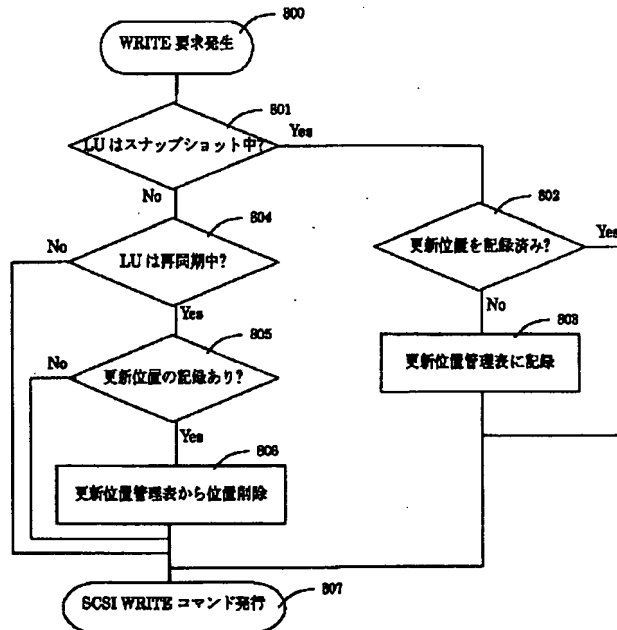 800
WRITE 要求発生
801
LUはスナップショット中?
Yes
No
802
更新位置を記録済み?
Yes
No
803
更新位置管理表に記録
804
LUは再同期中?
No
Yes
805
更新位置の記録あり?
No
Yes
806
更新位置管理表から位置削除
807
SCSI WRITE コマンド発行